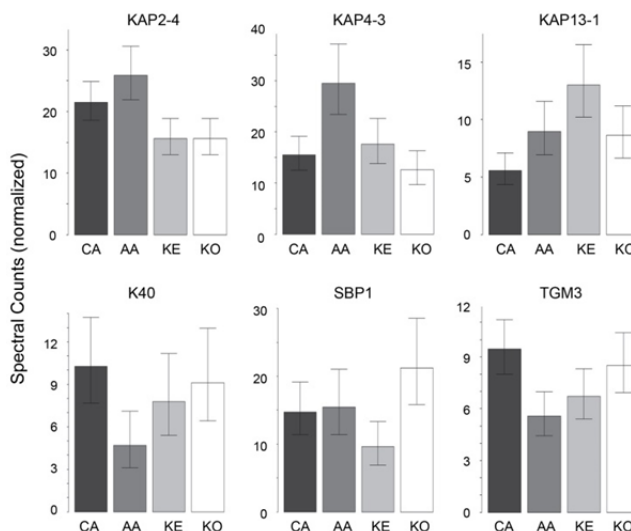 KAP2-4
KAP4-3
KAP13-1
30
20
10
0
CA AA KE KO
40
30
20
10
0
CA AA KE KO
15
10
5
0
CA AA KE KO
Spectral Counts (normalized)
K40
SBP1
TGM3
12
9
6
3
0
CA AA KE KO
30
20
10
0
CA AA KE KO
12
9
6
3
0
CA AA KE KO